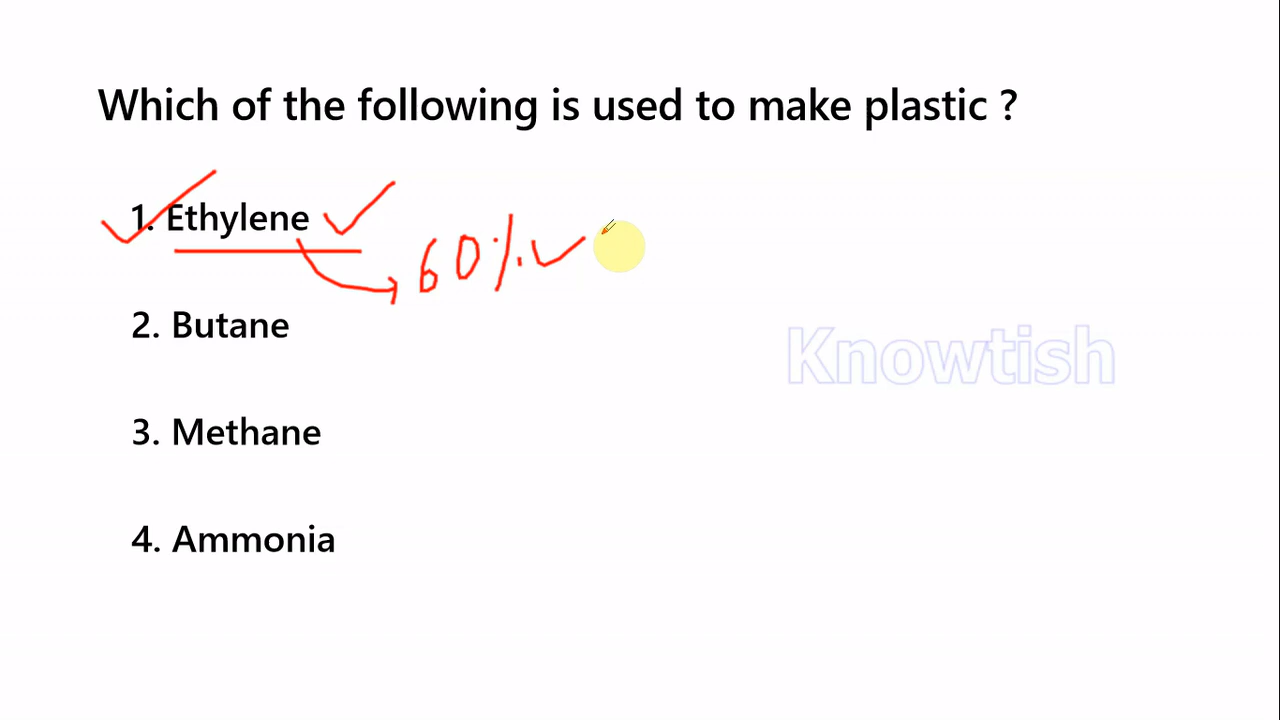 Which of the following is used to make plastic ?
1. Ethylene
60%.
2. Butane
Knowtish
3. Methane
4. Ammonia